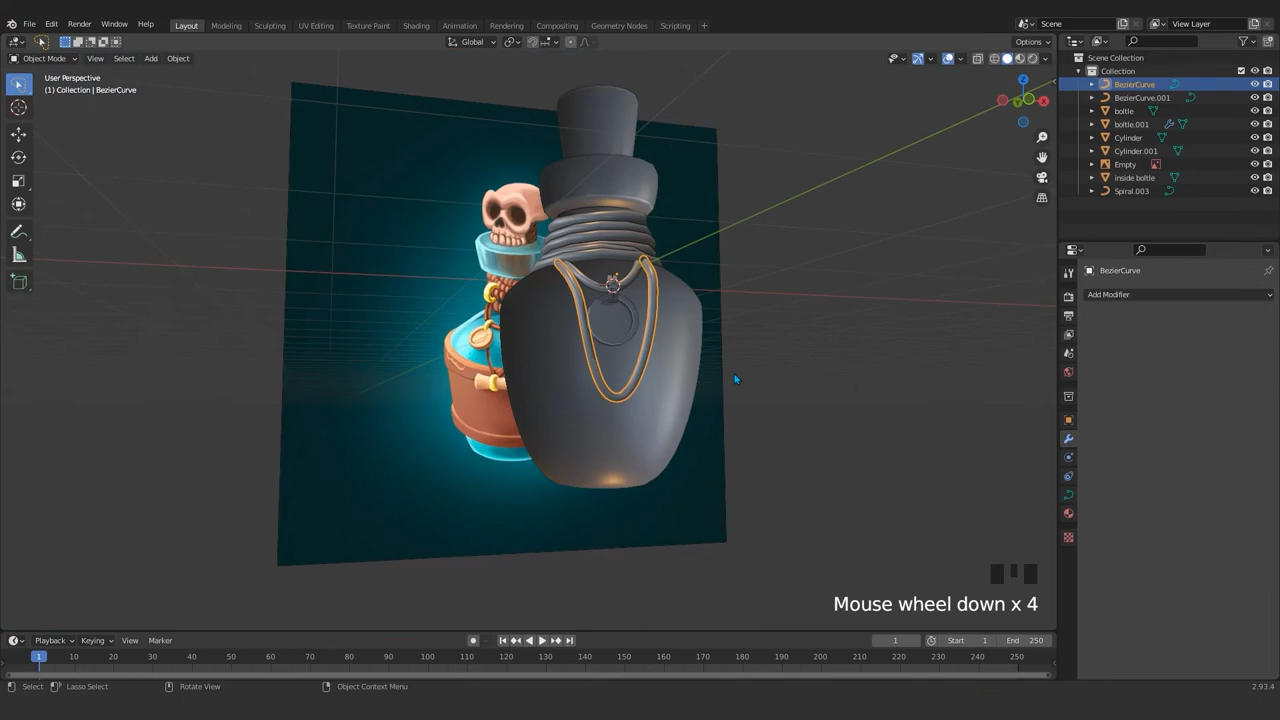 File Edit Render Window Help Layout Modeling Sculpting UV Editing Texture Paint Shading Animation Rendering Compositing Geometry Nodes Scripting + Scene View Layer
Global Options
Object Mode View Select Add Object
User Perspective
(1) Collection | BezierCurve
Scene Collection
Collection
BezierCurve
BezierCurve.001
boltle
boltle.001
Cylinder
Cylinder.001
Empty
inside boltle
Spiral.003
BezierCurve
Add Modifier
X
Y
Z
Mouse wheel down x 4
Playback Keying View Marker 1 Start 1 End 250
1 10 20 30 40 50 60 70 80 90 100 110 120 130 140 150 160 170 180 190 200 210 220 230 240 250
Select Lasso Select Rotate View Object Context Menu 2.93.4